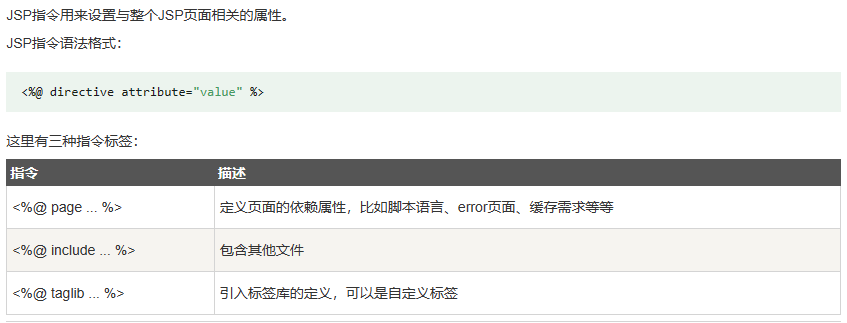 JSP指令用来设置与整个JSP页面相关的属性。
JSP指令语法格式：
<%@ directive attribute="value" %>
这里有三种指令标签：
指令 描述
<%@ page ... %> 定义页面的依赖属性，比如脚本语言、error页面、缓存需求等等
<%@ include ... %> 包含其他文件
<%@ taglib ... %> 引入标签库的定义，可以是自定义标签